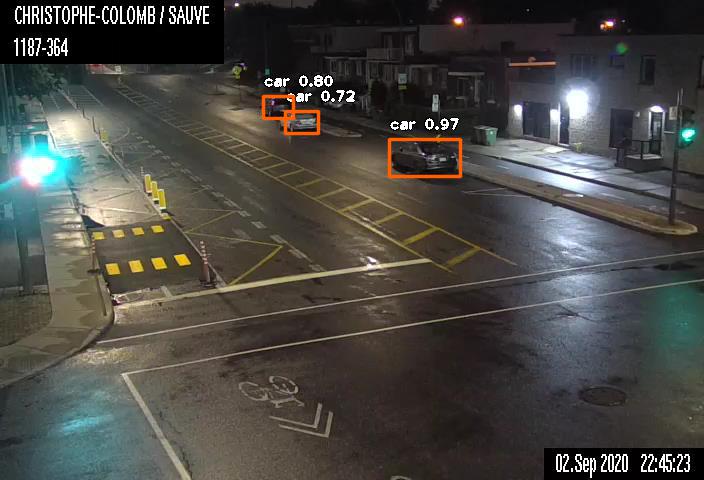 CHRISTOPHE-COLOMB / SAUVE
1187-364
car 0.80
car 0.72
car 0.97
02.Sep 2020 22:45:23